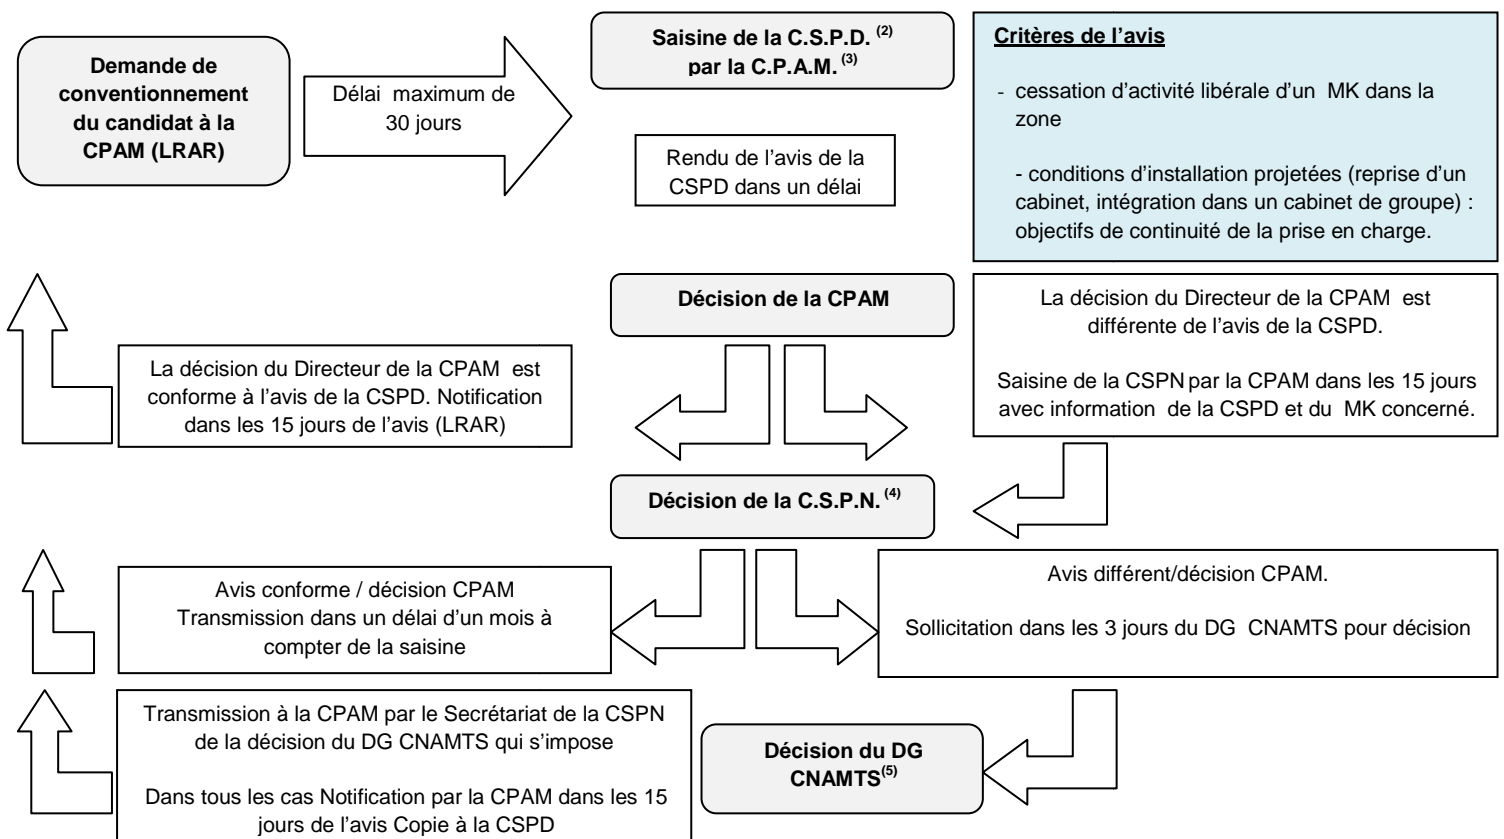 Demande de
conventionnement
du candidat à la
CPAM (LRAR)
Délai maximum de
30 jours
Saisine de la C.S.P.D. (2)
par la C.P.A.M. (3)
Rendu de l'avis de la
CSPD dans un délai
Critères de l'avis
- cessation d'activité libérale d'un MK dans la
zone
- conditions d'installation projetées (reprise d'un
cabinet, intégration dans un cabinet de groupe) :
objectifs de continuité de la prise en charge.
Décision de la CPAM
La décision du Directeur de la CPAM est
conforme à l'avis de la CSPD. Notification
dans les 15 jours de l'avis (LRAR)
La décision du Directeur de la CPAM est
différente de l'avis de la CSPD.
Saisine de la CSPN par la CPAM dans les 15 jours
avec information de la CSPD et du MK concerné.
Décision de la C.S.P.N. (4)
Avis conforme / décision CPAM
Transmission dans un délai d'un mois à
compter de la saisine
Avis différent/décision CPAM.
Sollicitation dans les 3 jours du DG CNAMTS pour décision
Transmission à la CPAM par le Secrétariat de la CSPN
de la décision du DG CNAMTS qui s'impose
Dans tous les cas Notification par la CPAM dans les 15
jours de l'avis Copie à la CSPD
Décision du DG
CNAMTS(5)